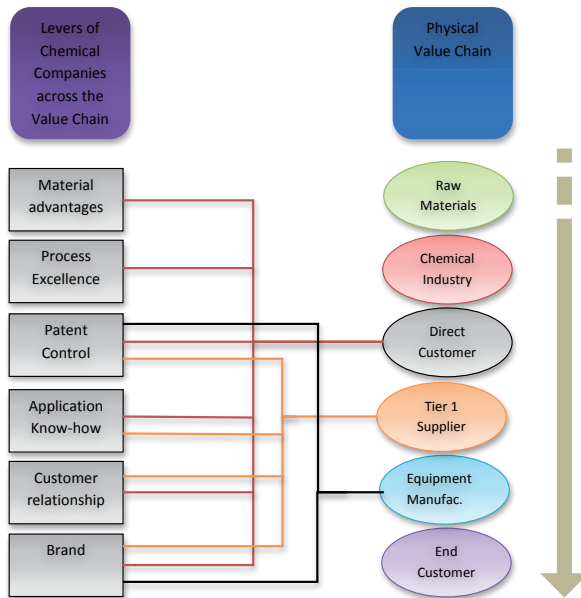 Levers of
Chemical
Companies
across the
Value Chain
Physical
Value Chain
Material
advantages
Raw
Materials
Process
Excellence
Chemical
Industry
Patent
Control
Direct
Customer
Application
Know-how
Tier 1
Supplier
Customer
relationship
Equipment
Manufac.
Brand
End
Customer